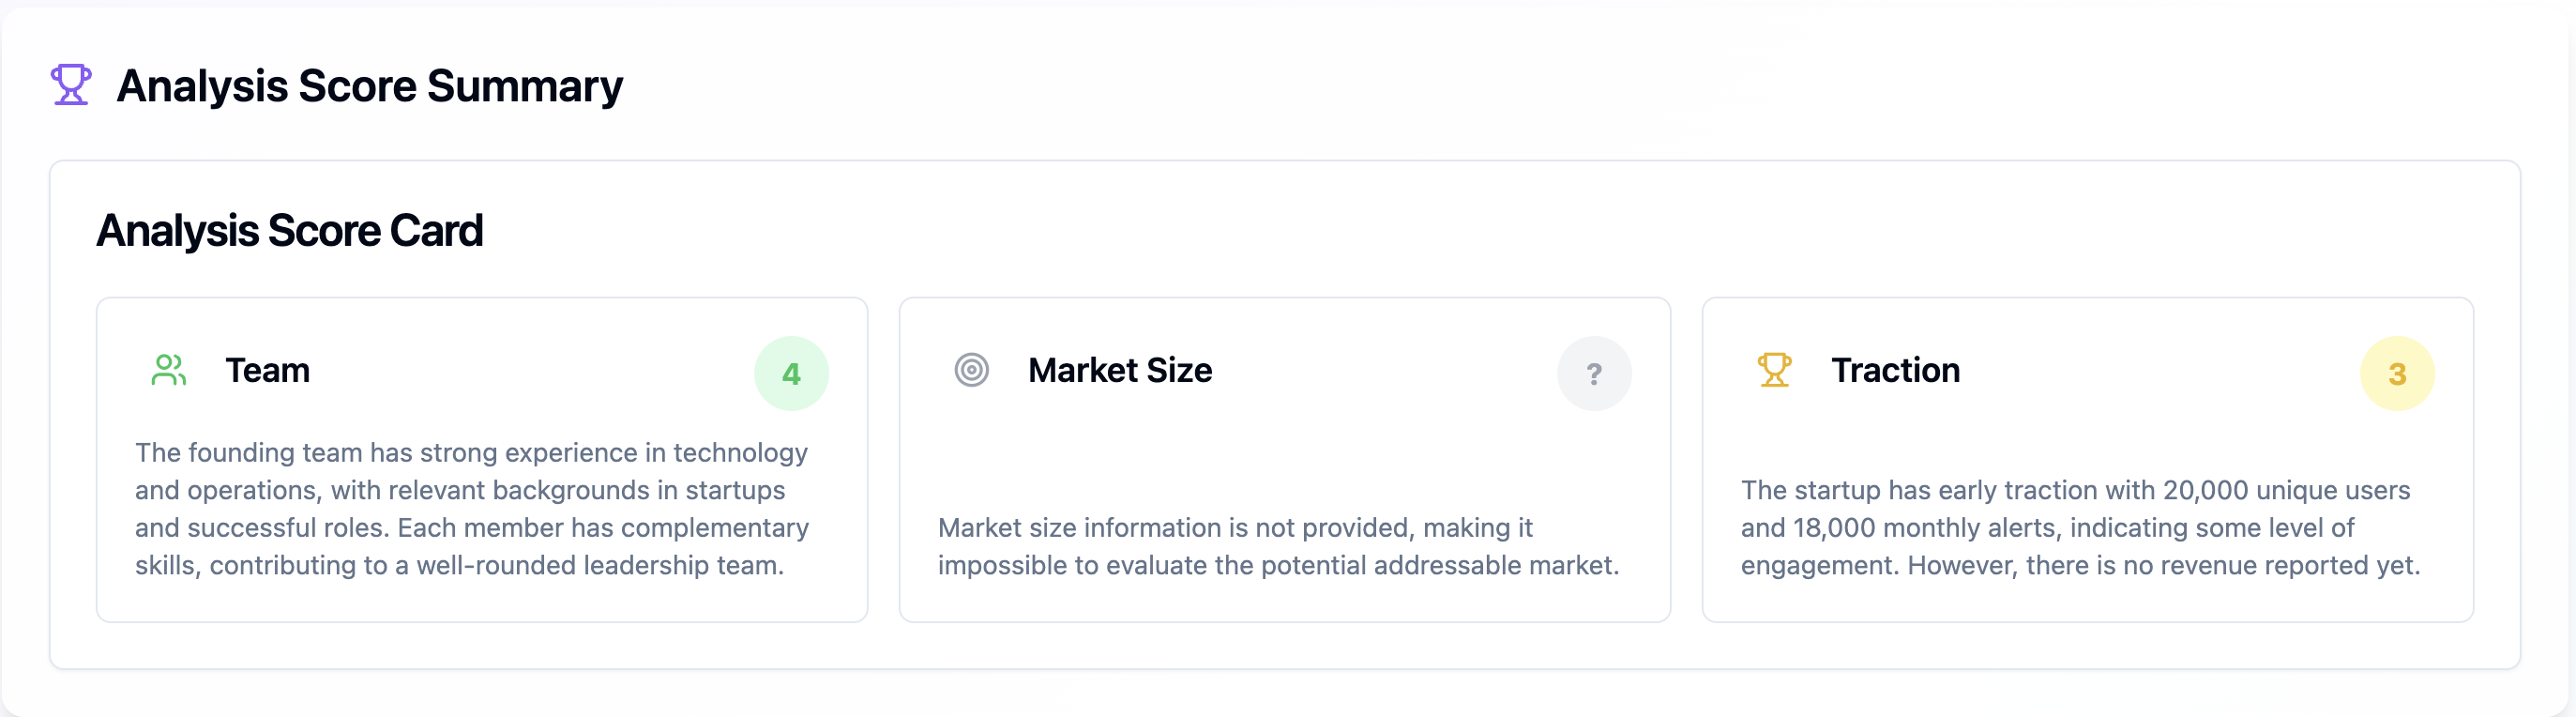 Analysis Score Summary
Analysis Score Card
Team
4
The founding team has strong experience in technology
and operations, with relevant backgrounds in startups
and successful roles. Each member has complementary
skills, contributing to a well-rounded leadership team.
Market Size
?
Market size information is not provided, making it
impossible to evaluate the potential addressable market.
Traction
3
The startup has early traction with 20,000 unique users
and 18,000 monthly alerts, indicating some level of
engagement. However, there is no revenue reported yet.